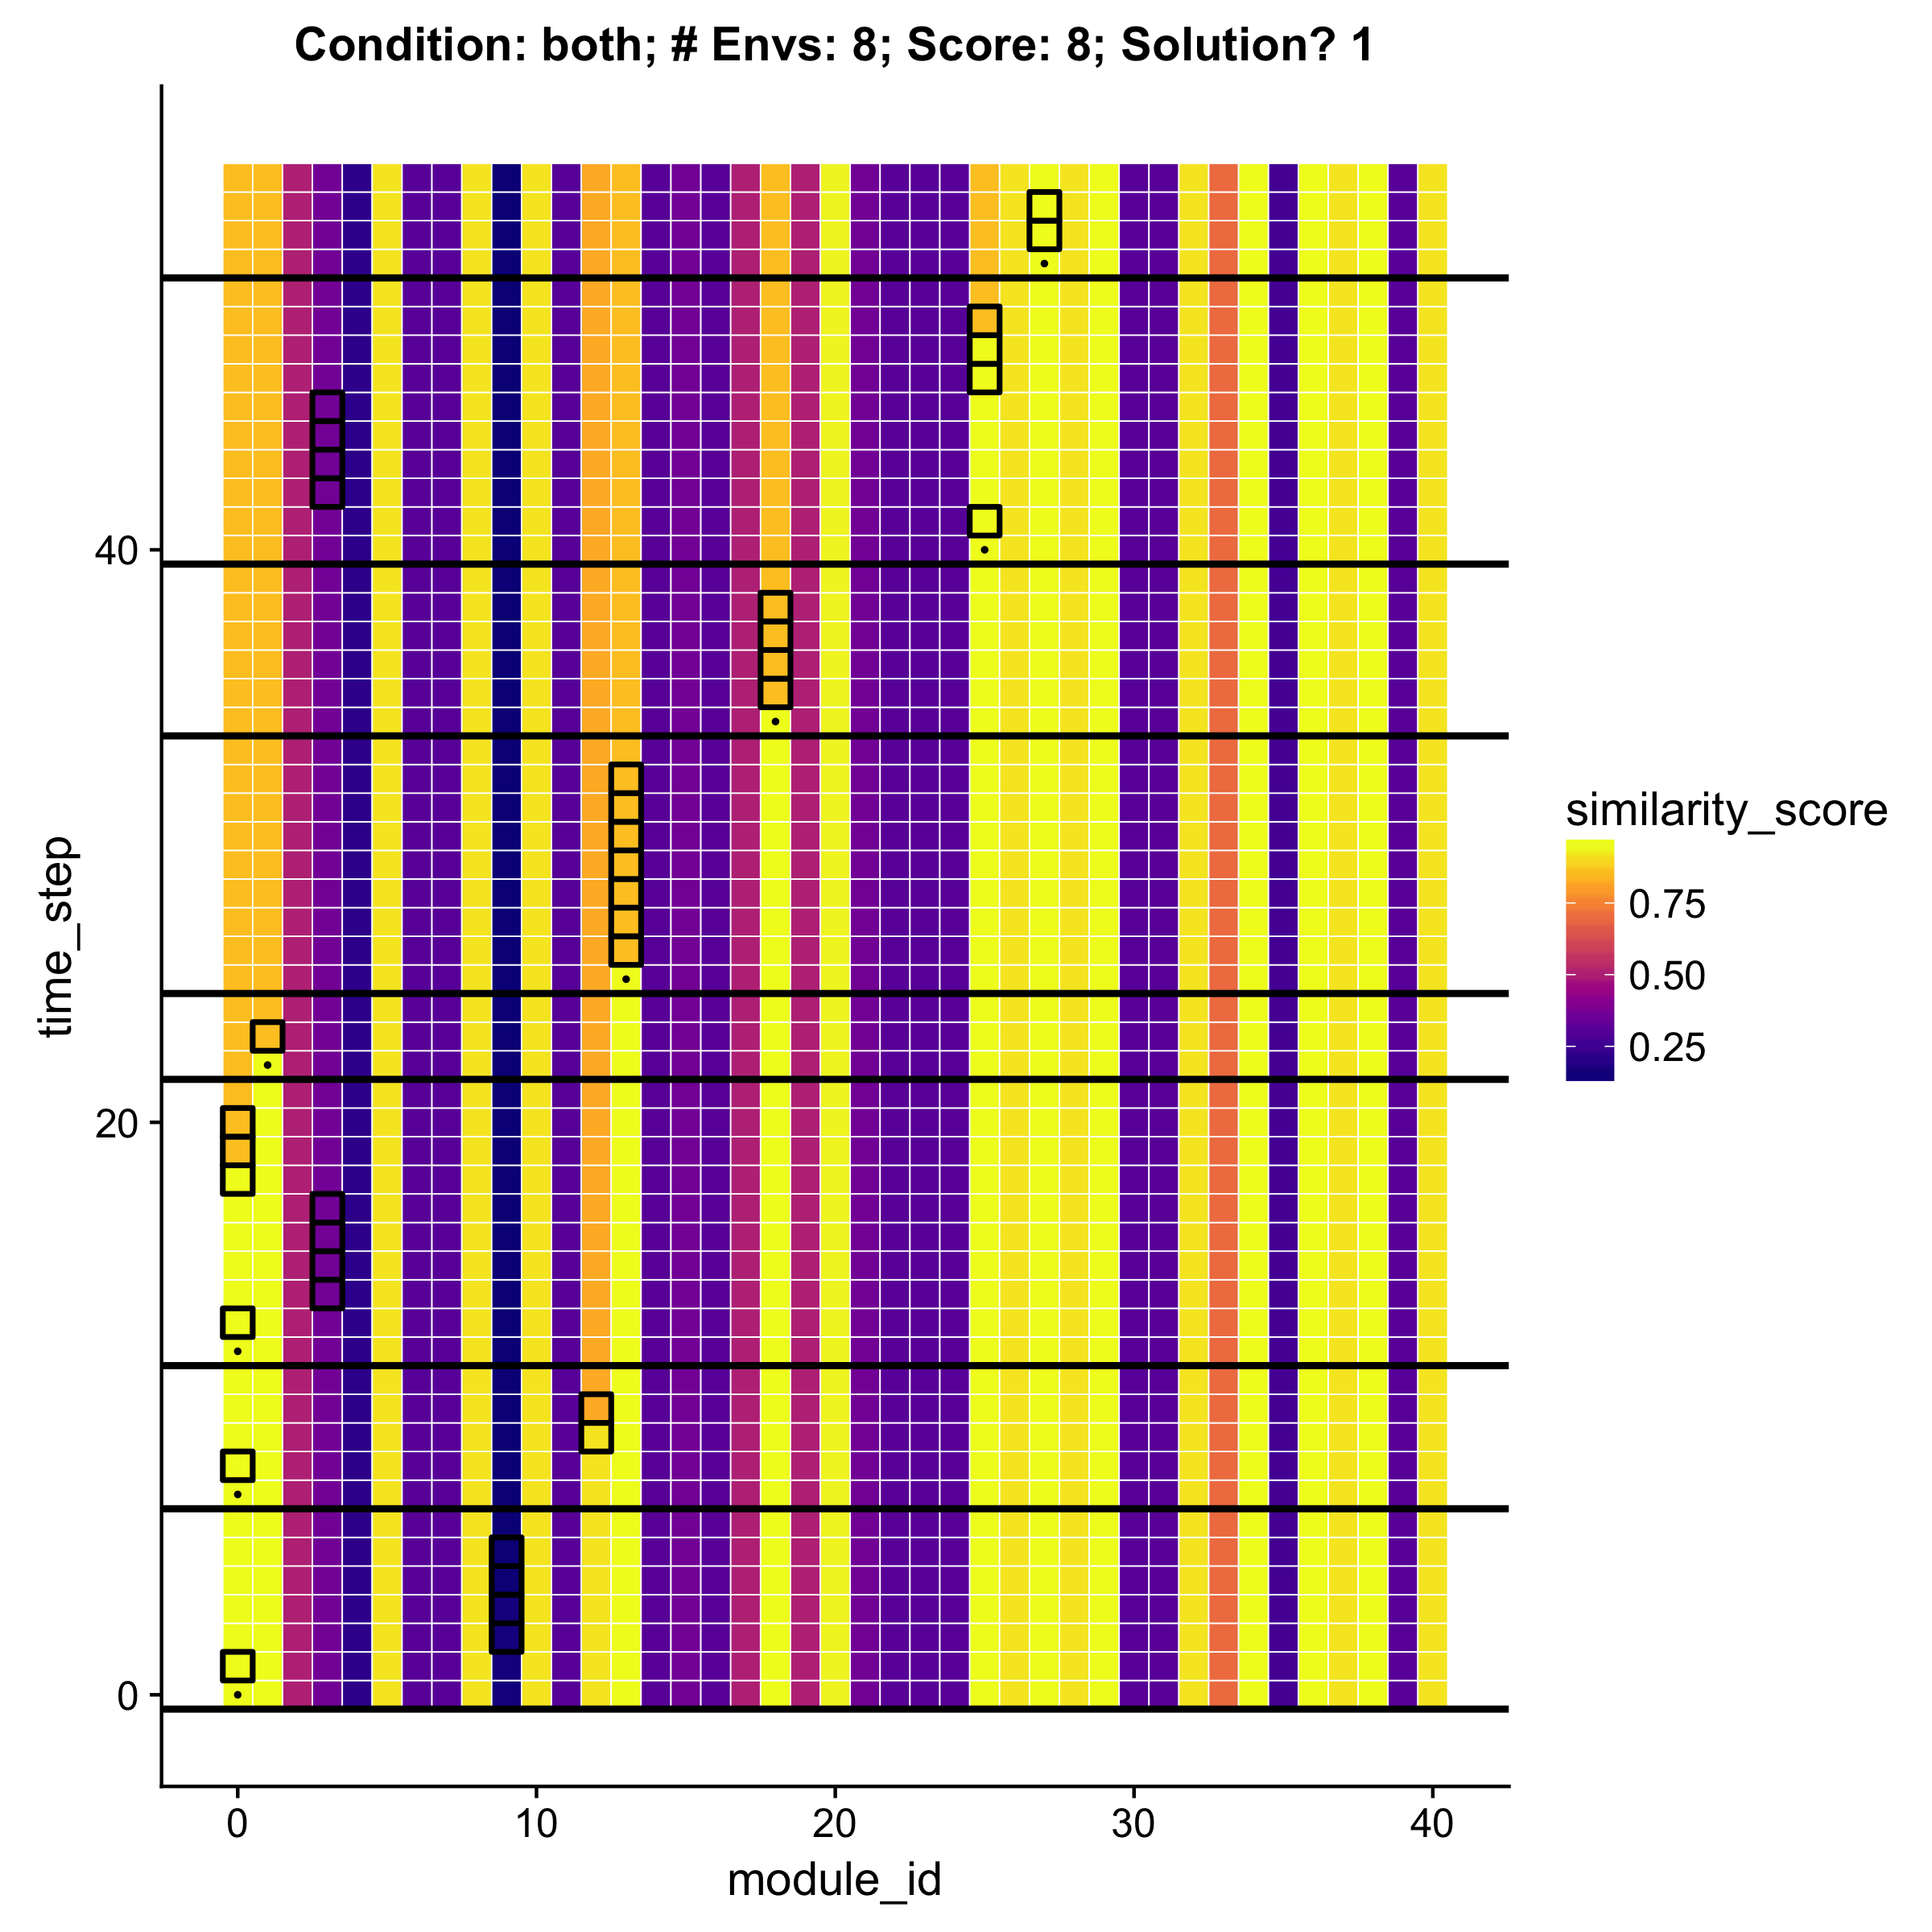 Condition: both; # Envs: 8; Score: 8; Solution? 1
time_step
40
20
0
0 10 20 30 40
module_id
similarity_score
0.75
0.50
0.25